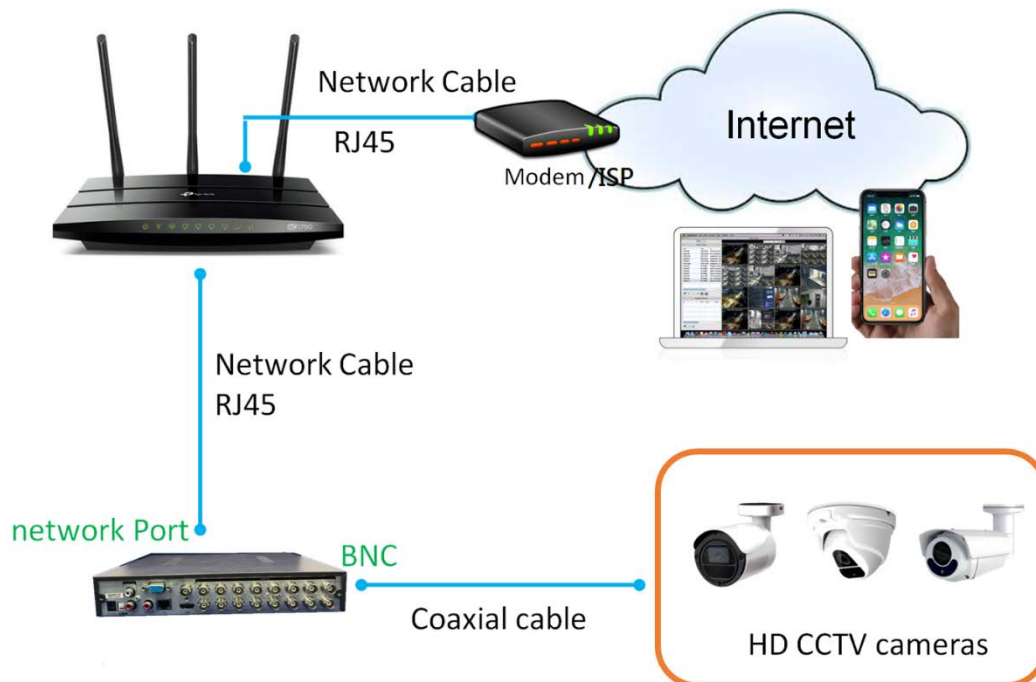 Network Cable
RJ45
Internet
Modem/ISP
Network Cable
RJ45
network Port
BNC
Coaxial cable
HD CCTV cameras